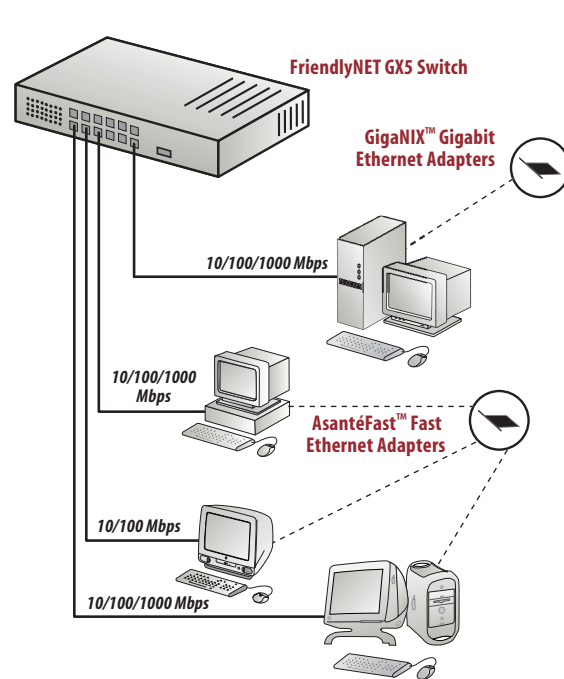 FriendlyNET GX5 Switch
GigaNIX™ Gigabit
Ethernet Adapters
10/100/1000 Mbps
10/100/1000
Mbps
AsantéFast™ Fast
Ethernet Adapters
10/100 Mbps
10/100/1000 Mbps